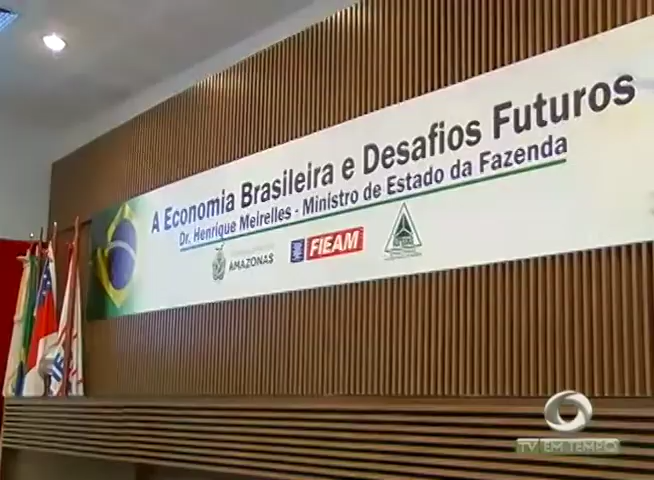 A Economia Brasileira e Desafios Futuros
Dr. Henrique Meirelles - Ministro de Estado da Fazenda
AMAZONAS
FIEAM
TV EM TEMPO